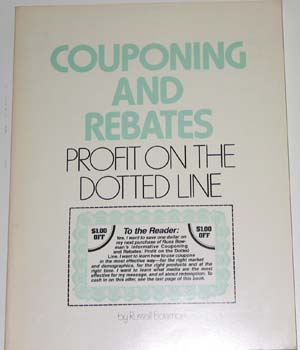 COUPONING
AND
REBATES
PROFIT ON THE
DOTTED LINE
$1.00
OFF
To the Reader:
$1.00
OFF
Yes, I want to save one dollar on
my next purchase of Russ Bow-
man's Informative Couponing
and Rebates: Profit on the Dotted
Line. I want to learn how to use coupons
in the most effective way—for the right market
and demographics, for the right products and at the
right time. I want to learn what media are the most
effective for my message, and all about redemption. To
cash in on this offer, see the last page of this book.
by Russell Bowman